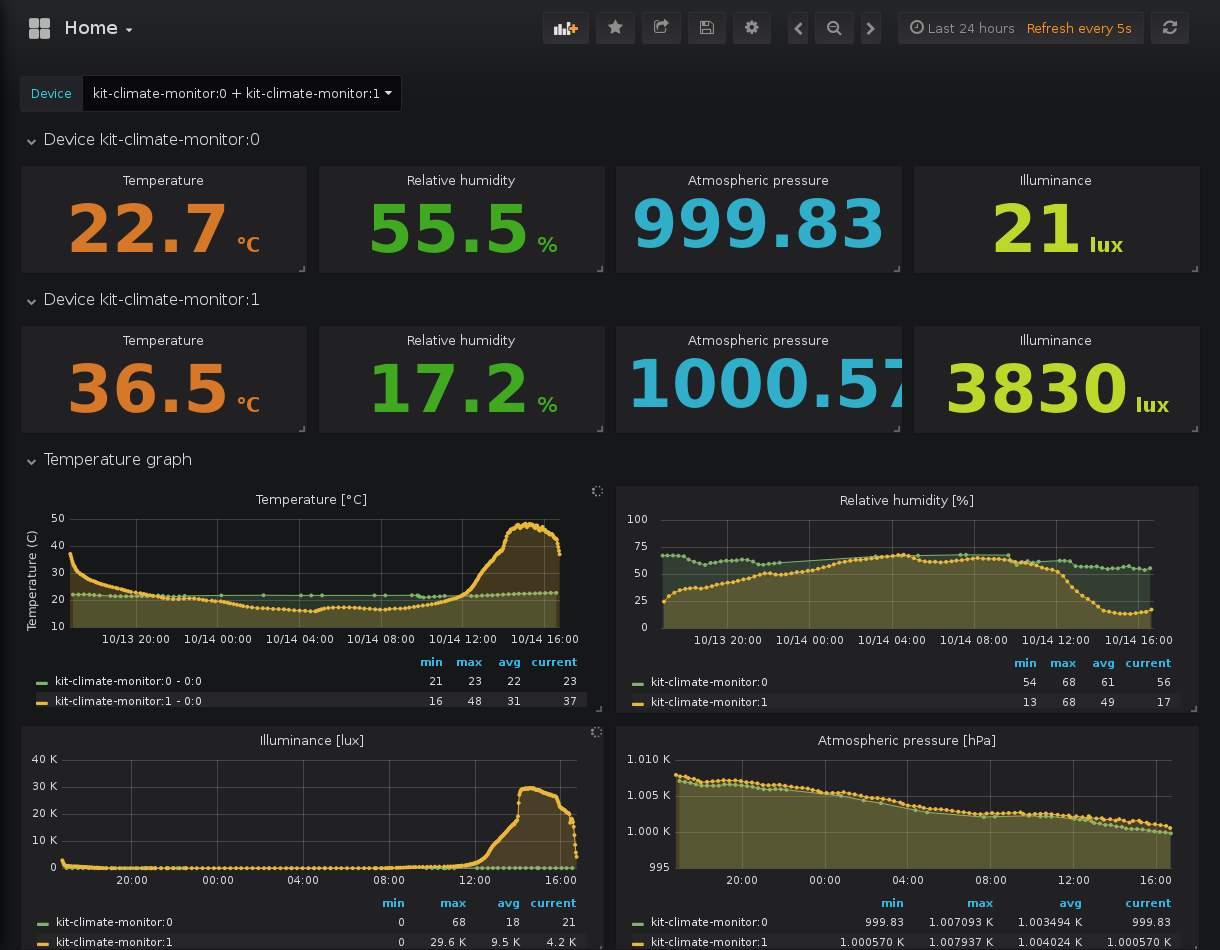 Home
Last 24 hours Refresh every 5s
Device kit-climate-monitor:0 + kit-climate-monitor:1
Device kit-climate-monitor:0
Temperature Relative humidity Atmospheric pressure Illuminance
22.7 °C 55.5 % 999.83 21 lux
Device kit-climate-monitor:1
Temperature Relative humidity Atmospheric pressure Illuminance
36.5 °C 17.2 % 1000.57 3830 lux
Temperature graph
Temperature [°C]
Temperature (C)
50
40
30
20
10
10/13 20:00 10/14 00:00 10/14 04:00 10/14 08:00 10/14 12:00 10/14 16:00
min max avg current
kit-climate-monitor:0 - 0:0 21 23 22 23
kit-climate-monitor:1 - 0:0 16 48 31 37
Relative humidity [%]
100
75
50
25
0
10/13 20:00 10/14 00:00 10/14 04:00 10/14 08:00 10/14 12:00 10/14 16:00
min max avg current
kit-climate-monitor:0 54 68 61 56
kit-climate-monitor:1 13 68 49 17
Illuminance [lux]
40 K
30 K
20 K
10 K
0
20:00 00:00 04:00 08:00 12:00 16:00
min max avg current
kit-climate-monitor:0 0 68 18 21
kit-climate-monitor:1 0 29.6 K 9.5 K 4.2 K
Atmospheric pressure [hPa]
1.010 K
1.005 K
1.000 K
995
20:00 00:00 04:00 08:00 12:00 16:00
min max avg current
kit-climate-monitor:0 999.83 1.007093 K 1.003494 K 999.83
kit-climate-monitor:1 1.000570 K 1.007937 K 1.004024 K 1.000570 K